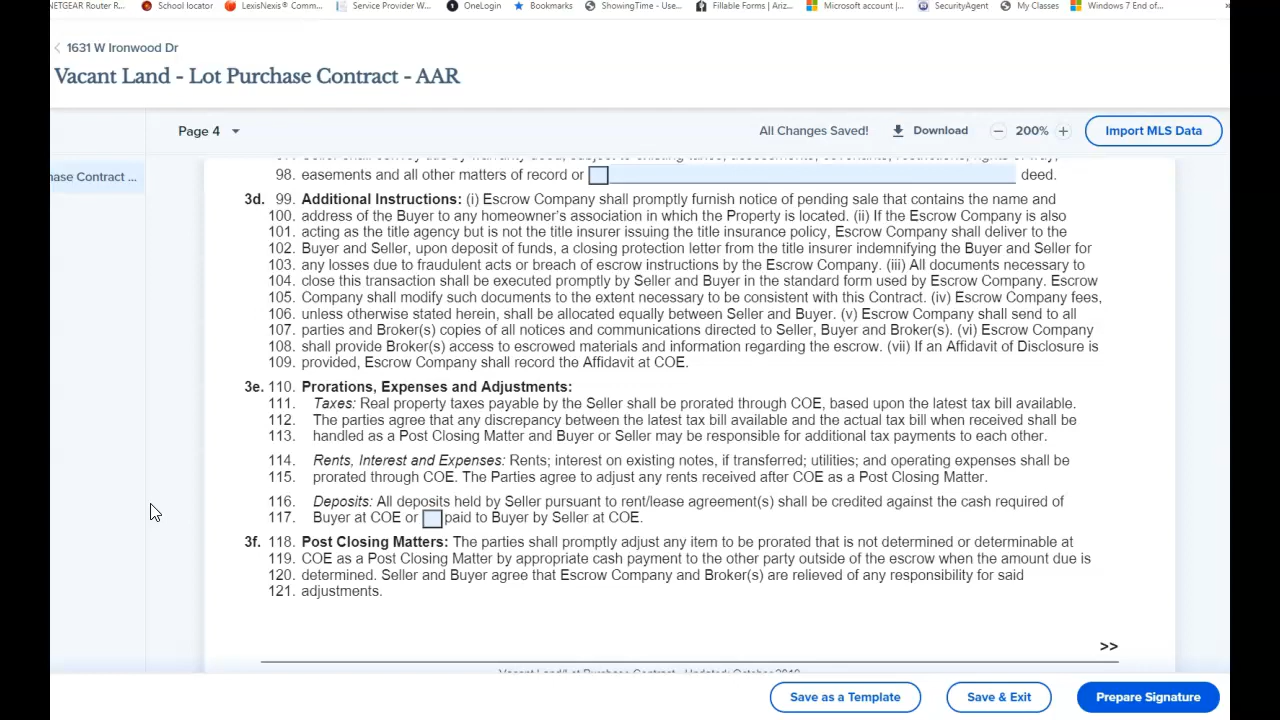 NETGEAR Router R... School locator LexisNexis® Comm... Service Provider W... OneLogin Bookmarks ShowingTime - Use... Fillable Forms | Ariz... Microsoft account |... SecurityAgent My Classes Windows 7 End of... »
< 1631 W Ironwood Dr
Vacant Land - Lot Purchase Contract - AAR
Page 4 All Changes Saved! Download 200% Import MLS Data
hase Contract ...
98. easements and all other matters of record or deed.
3d. 99. Additional Instructions: (i) Escrow Company shall promptly furnish notice of pending sale that contains the name and
100. address of the Buyer to any homeowner's association in which the Property is located. (ii) If the Escrow Company is also
101. acting as the title agency but is not the title insurer issuing the title insurance policy, Escrow Company shall deliver to the
102. Buyer and Seller, upon deposit of funds, a closing protection letter from the title insurer indemnifying the Buyer and Seller for
103. any losses due to fraudulent acts or breach of escrow instructions by the Escrow Company. (iii) All documents necessary to
104. close this transaction shall be executed promptly by Seller and Buyer in the standard form used by Escrow Company. Escrow
105. Company shall modify such documents to the extent necessary to be consistent with this Contract. (iv) Escrow Company fees,
106. unless otherwise stated herein, shall be allocated equally between Seller and Buyer. (v) Escrow Company shall send to all
107. parties and Broker(s) copies of all notices and communications directed to Seller, Buyer and Broker(s). (vi) Escrow Company
108. shall provide Broker(s) access to escrowed materials and information regarding the escrow. (vii) If an Affidavit of Disclosure is
109. provided, Escrow Company shall record the Affidavit at COE.
3e. 110. Prorations, Expenses and Adjustments:
111. Taxes: Real property taxes payable by the Seller shall be prorated through COE, based upon the latest tax bill available.
112. The parties agree that any discrepancy between the latest tax bill available and the actual tax bill when received shall be
113. handled as a Post Closing Matter and Buyer or Seller may be responsible for additional tax payments to each other.
114. Rents, Interest and Expenses: Rents; interest on existing notes, if transferred; utilities; and operating expenses shall be
115. prorated through COE. The Parties agree to adjust any rents received after COE as a Post Closing Matter.
116. Deposits: All deposits held by Seller pursuant to rent/lease agreement(s) shall be credited against the cash required of
117. Buyer at COE or paid to Buyer by Seller at COE.
3f. 118. Post Closing Matters: The parties shall promptly adjust any item to be prorated that is not determined or determinable at
119. COE as a Post Closing Matter by appropriate cash payment to the other party outside of the escrow when the amount due is
120. determined. Seller and Buyer agree that Escrow Company and Broker(s) are relieved of any responsibility for said
121. adjustments.
>>
Save as a Template Save & Exit Prepare Signature